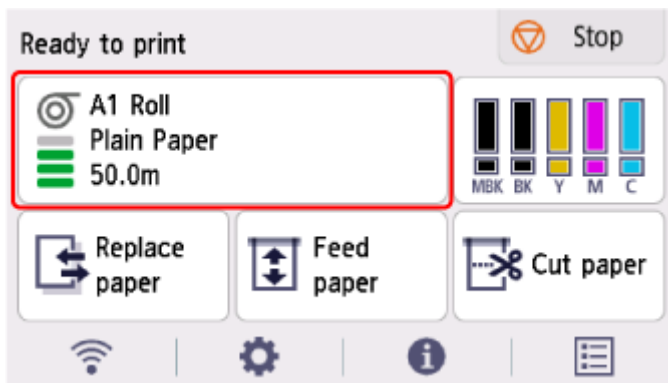 Ready to print
Stop
A1 Roll
Plain Paper
50.0m
MBK BK Y M C
Replace
paper
Feed
paper
Cut paper